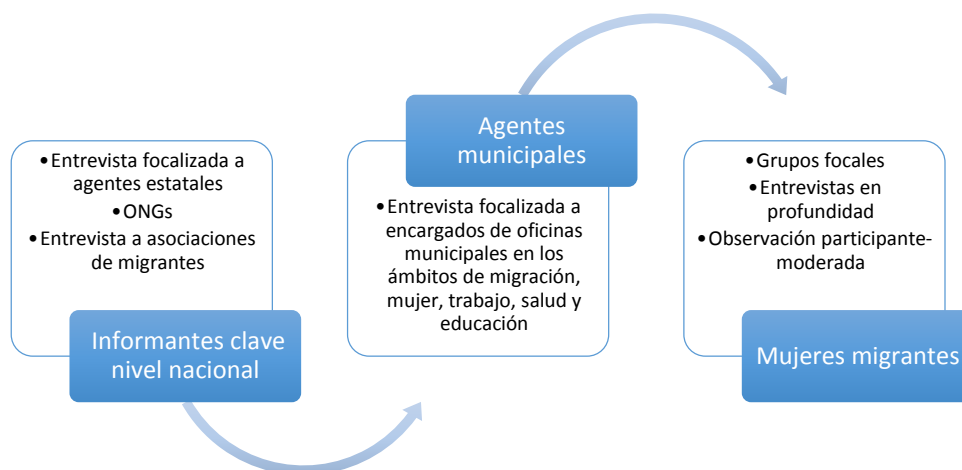 •Entrevista focalizada a
agentes estatales
•ONGs
•Entrevista a asociaciones
de migrantes
Informantes clave
nivel nacional
Agentes
municipales
•Entrevista focalizada a
encargados de oficinas
municipales en los
ámbitos de migración,
mujer, trabajo, salud y
educación
•Grupos focales
•Entrevistas en
profundidad
•Observación participante-
moderada
Mujeres migrantes